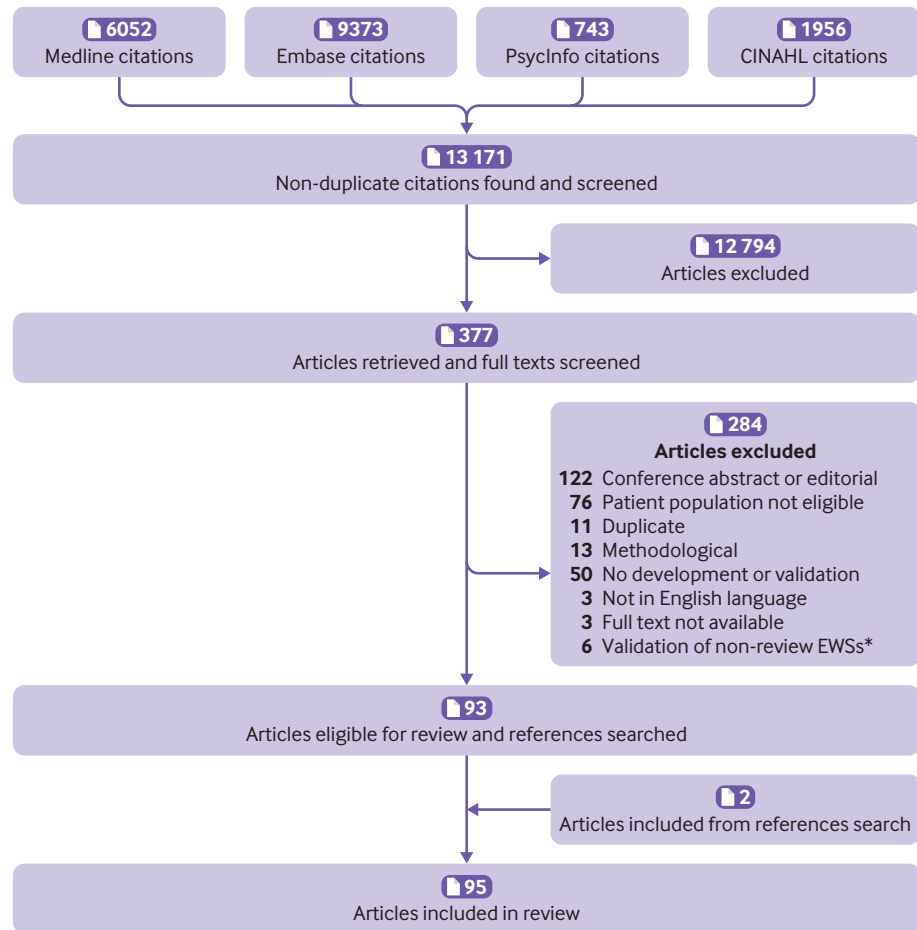 6052
Medline citations
9373
Embase citations
743
PsycInfo citations
1956
CINAHL citations
13 171
Non-duplicate citations found and screened
12 794
Articles excluded
377
Articles retrieved and full texts screened
284
Articles excluded
122 Conference abstract or editorial
76 Patient population not eligible
11 Duplicate
13 Methodological
50 No development or validation
3 Not in English language
3 Full text not available
6 Validation of non-review EWSs*
93
Articles eligible for review and references searched
2
Articles included from references search
95
Articles included in review